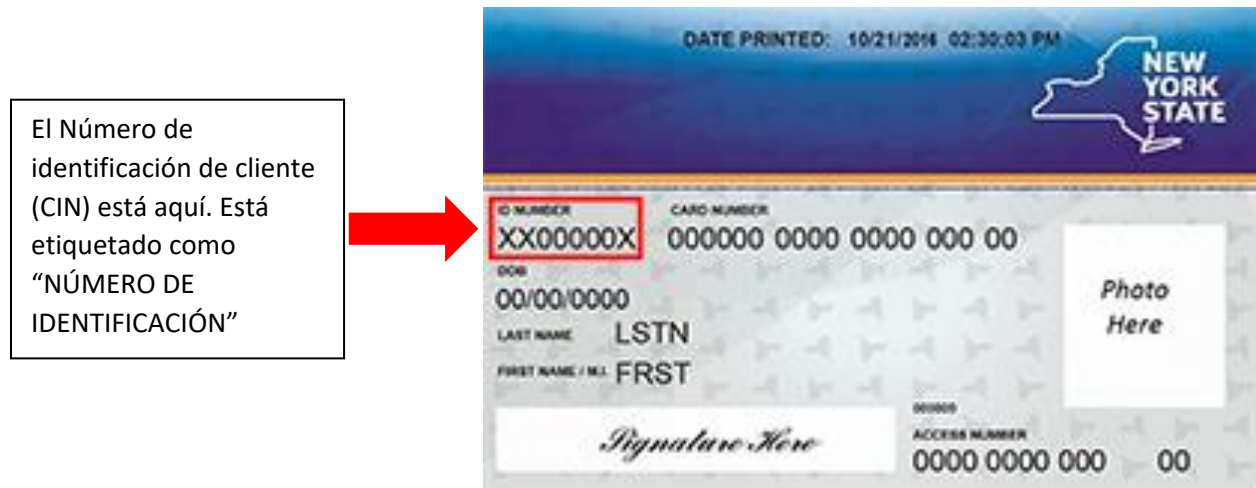 DATE PRINTED: 10/21/2016 02:30:03 PM
NEW
YORK
STATE
El Número de
identificación de cliente
(CIN) está aquí. Está
etiquetado como
“NÚMERO DE
IDENTIFICACIÓN”
ID NUMBER CARD NUMBER
XX00000X 000000 0000 0000 000 00
DOB
00/00/0000
LAST NAME LSTN
FIRST NAME / M.I. FRST
Photo
Here
Signature Here
000000
ACCESS NUMBER
0000 0000 000 00